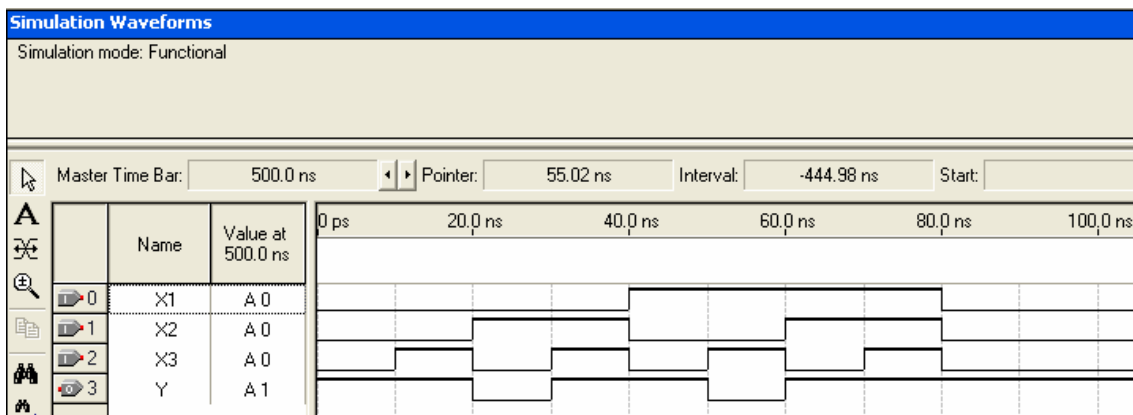 Simulation Waveforms
Simulation mode: Functional
Master Time Bar: 500.0 ns Pointer: 55.02 ns Interval: -444.98 ns Start:
A
Name Value at 500.0 ns 0 ps 20.0 ns 40.0 ns 60.0 ns 80.0 ns 100.0 ns
0 X1 A 0
1 X2 A 0
2 X3 A 0
3 Y A 1